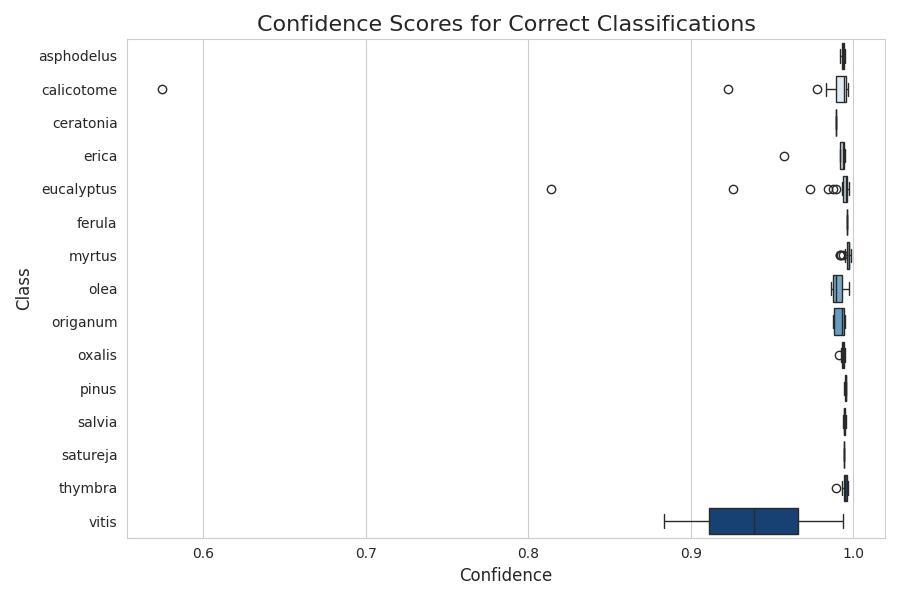 Confidence Scores for Correct Classifications
asphodelus
calicotome
ceratonia
erica
eucalyptus
ferula
myrtus
olea
origanum
oxalis
pinus
salvia
satureja
thymbra
vitis
Class
0.6 0.7 0.8 0.9 1.0
Confidence